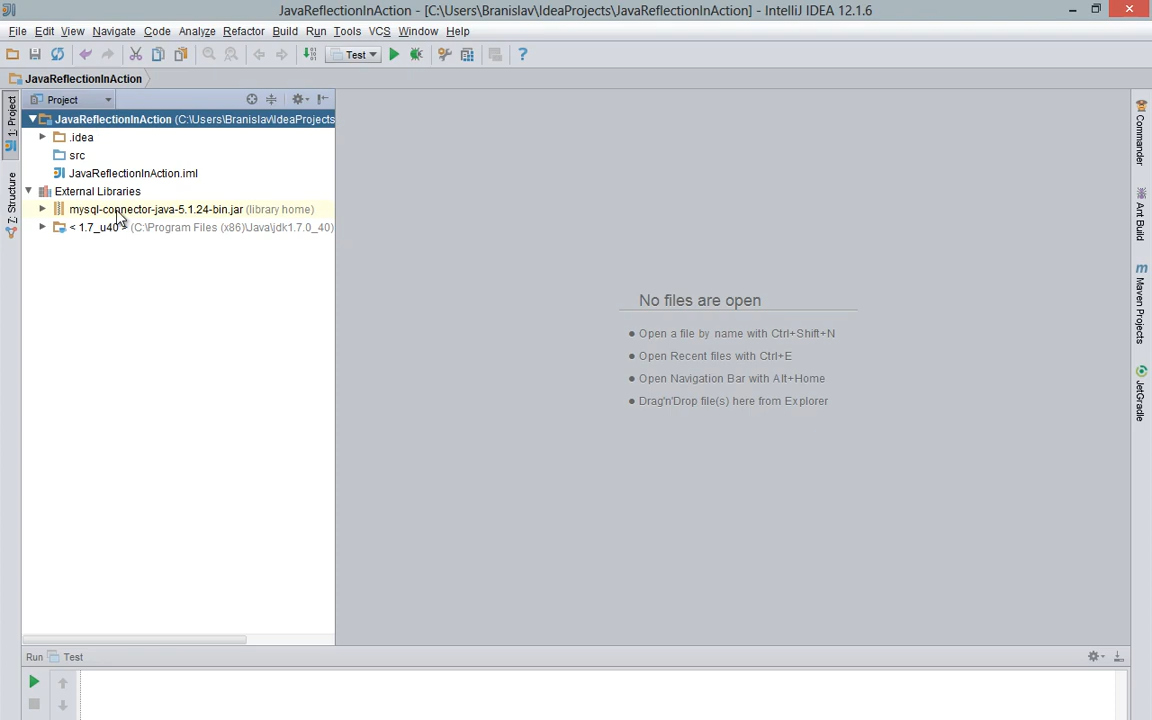 JavaReflectionInAction - [C:\Users\Branislav\IdeaProjects\JavaReflectionInAction] - IntelliJ IDEA 12.1.6
File Edit View Navigate Code Analyze Refactor Build Run Tools VCS Window Help
Test
JavaReflectionInAction
Project
1: Project
JavaReflectionInAction (C:\Users\Branislav\IdeaProjects
.idea
src
JavaReflectionInAction.iml
External Libraries
mysql-connector-java-5.1.24-bin.jar (library home)
< 1.7_u40 > (C:\Program Files (x86)\Java\jdk1.7.0_40)
7: Structure
No files are open
Open a file by name with Ctrl+Shift+N
Open Recent files with Ctrl+E
Open Navigation Bar with Alt+Home
Drag'n'Drop file(s) here from Explorer
Commander
Ant Build
Maven Projects
JetGradle
Run Test